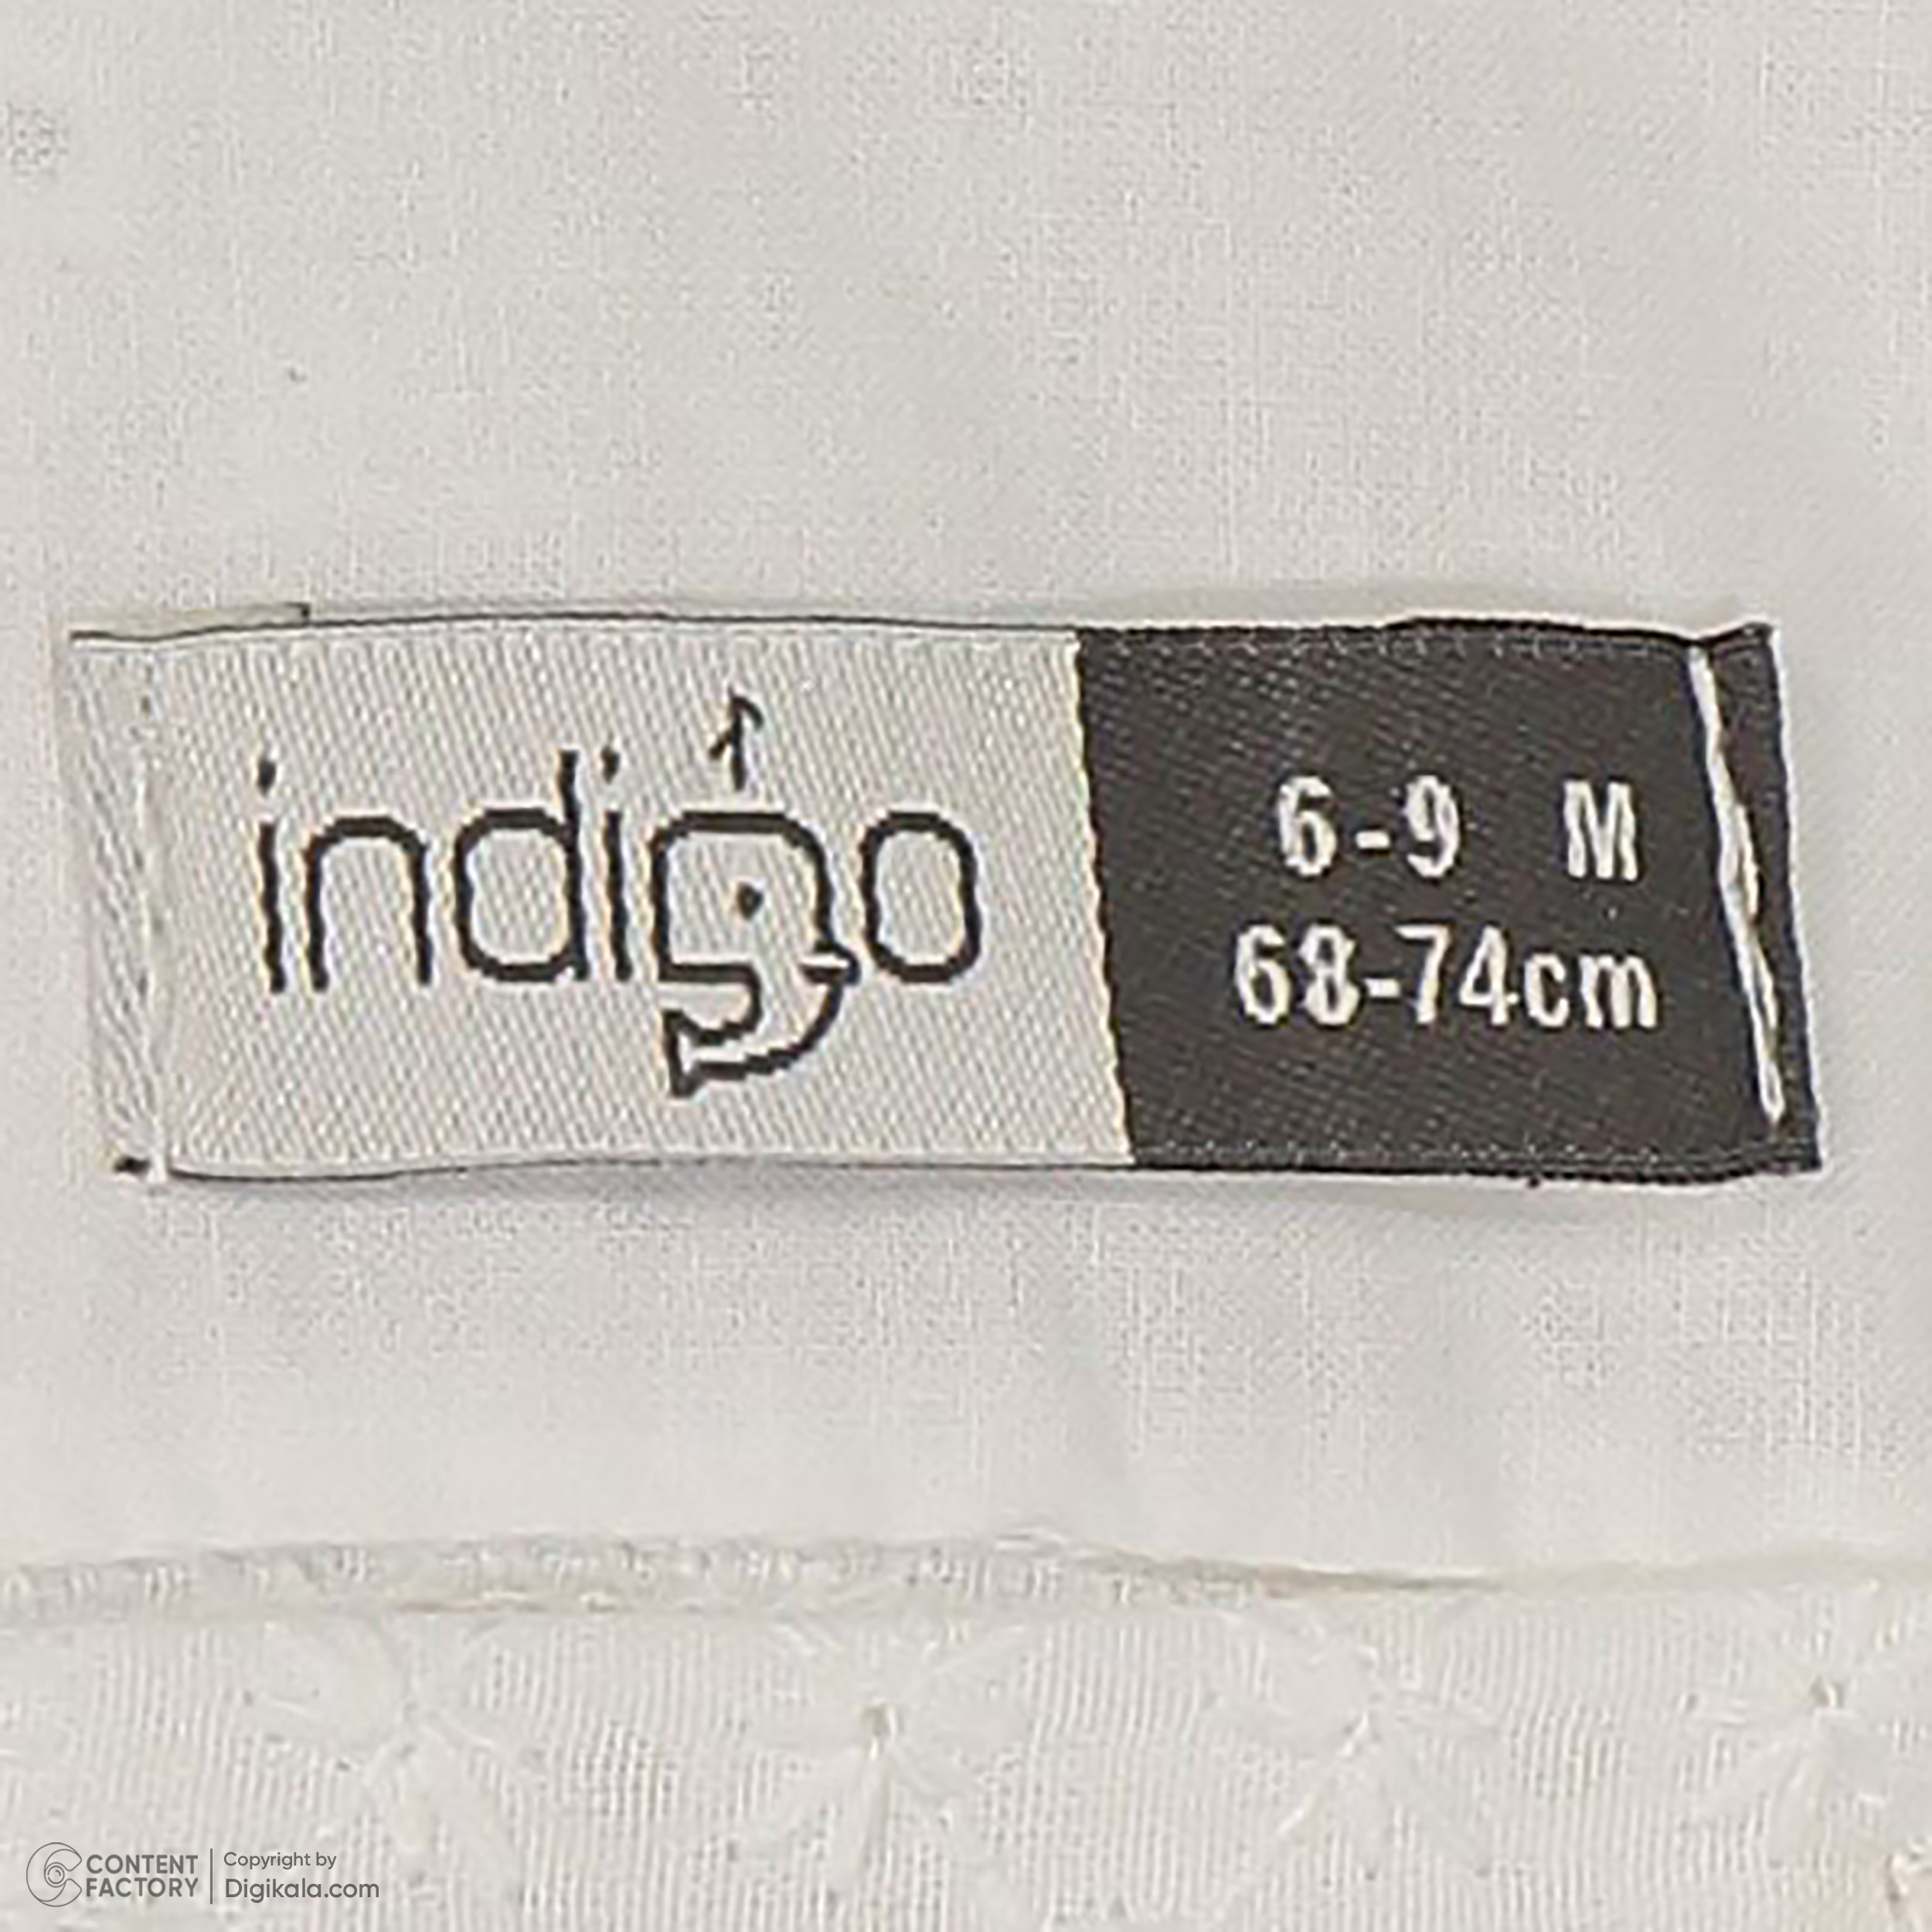 indigo
6-9 M
68-74cm
CONTENT FACTORY
Copyright by
Digikala.com